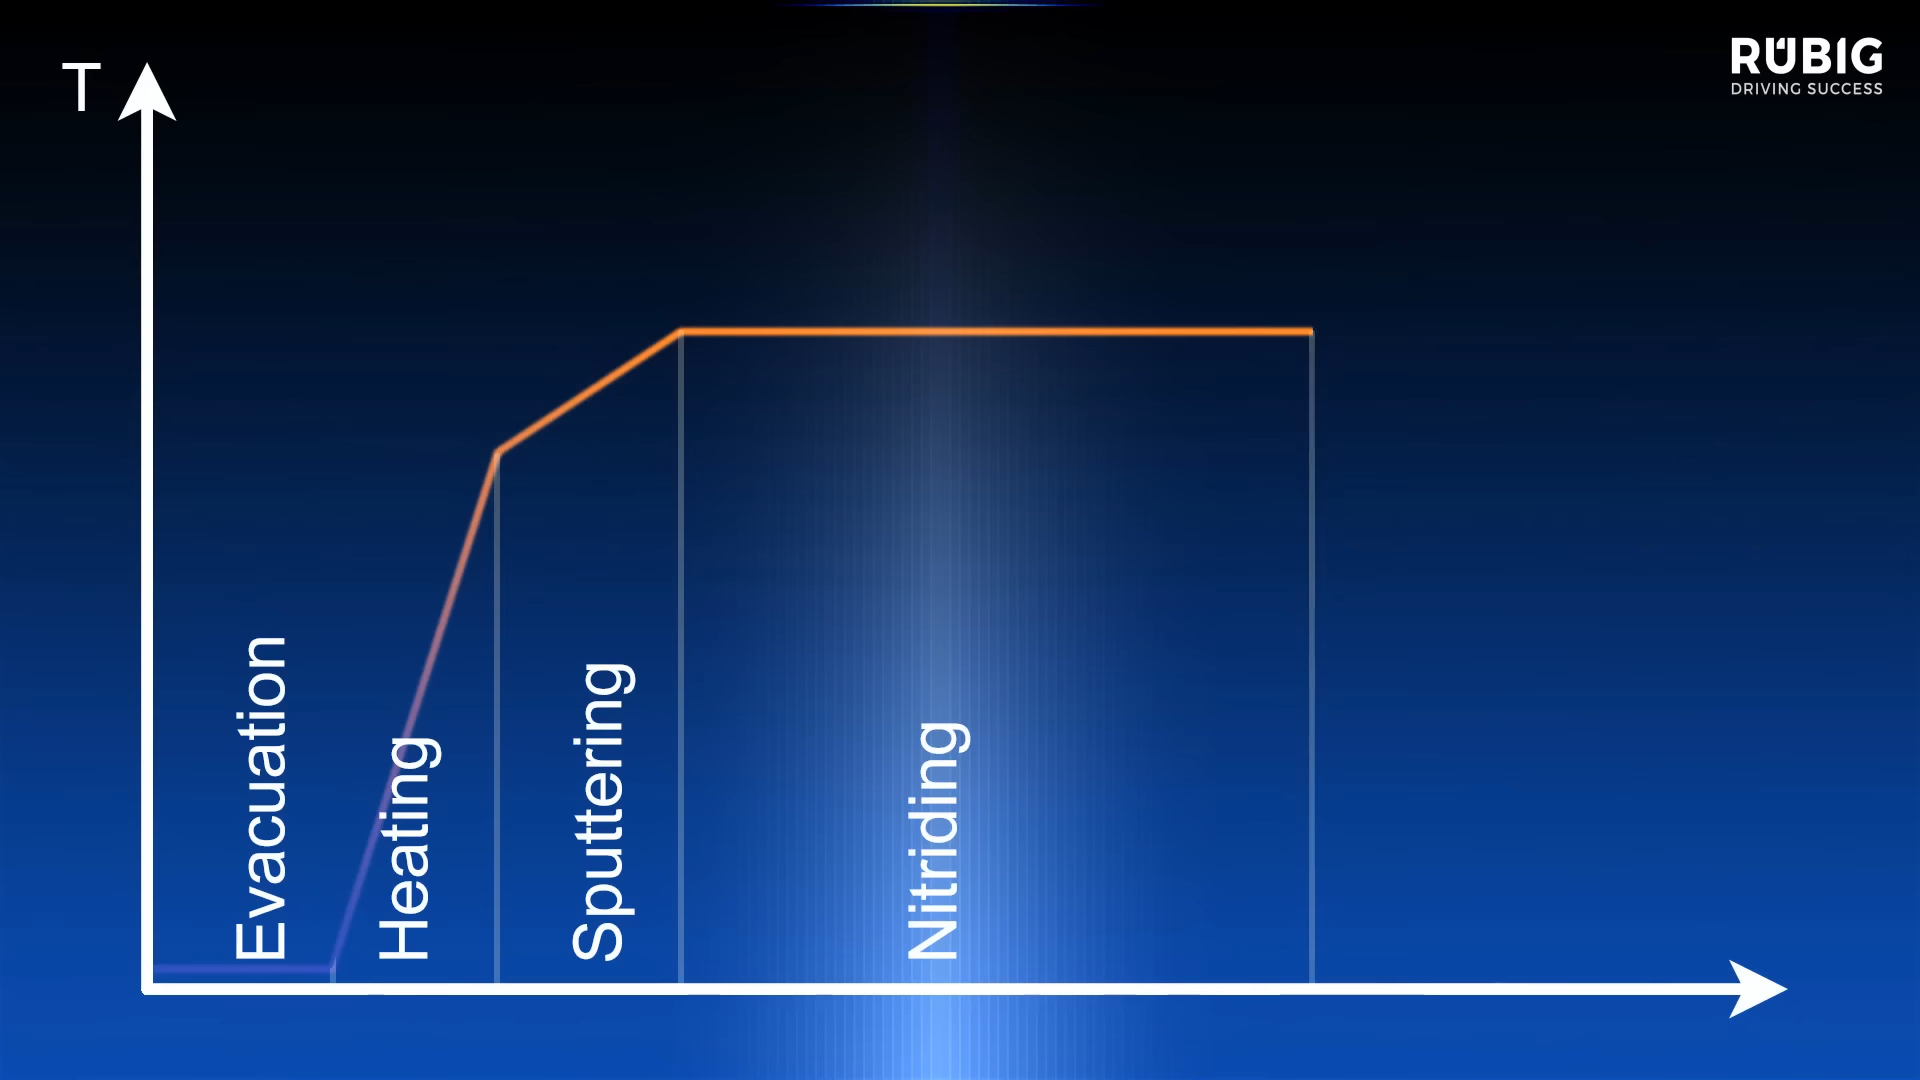 T
RÜBIG
DRIVING SUCCESS
Evacuation
Heating
Sputtering
Nitriding